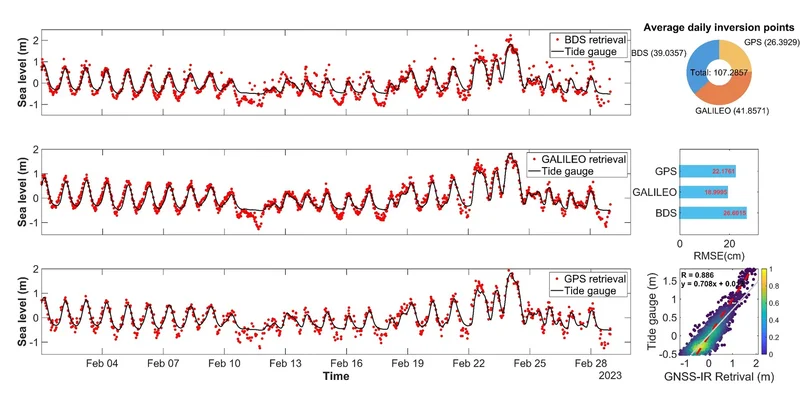 Sea level (m)
2
1
0
-1
BDS retrieval
Tide gauge
Average daily inversion points
GPS (26.3929)
BDS (39.0357)
Total: 107.2857
GALILEO (41.8571)
Sea level (m)
2
1
0
-1
GALILEO retrieval
Tide gauge
GPS
GALILEO
BDS
0
20
RMSE(cm)
Sea level (m)
2
1
0
-1
GPS retrieval
Tide gauge
Feb 04
Feb 07
Feb 10
Feb 13
Feb 16
Feb 19
Feb 22
Feb 25
Feb 28
Time
2023
Tide gauge (m)
1.5
1
0.5
0
-0.5
R = 0.886
y = 0.708x +
-1
0
1
2
GNSS-IR Retrival (m)
1
0.8
0.6
0.4
0.2
0